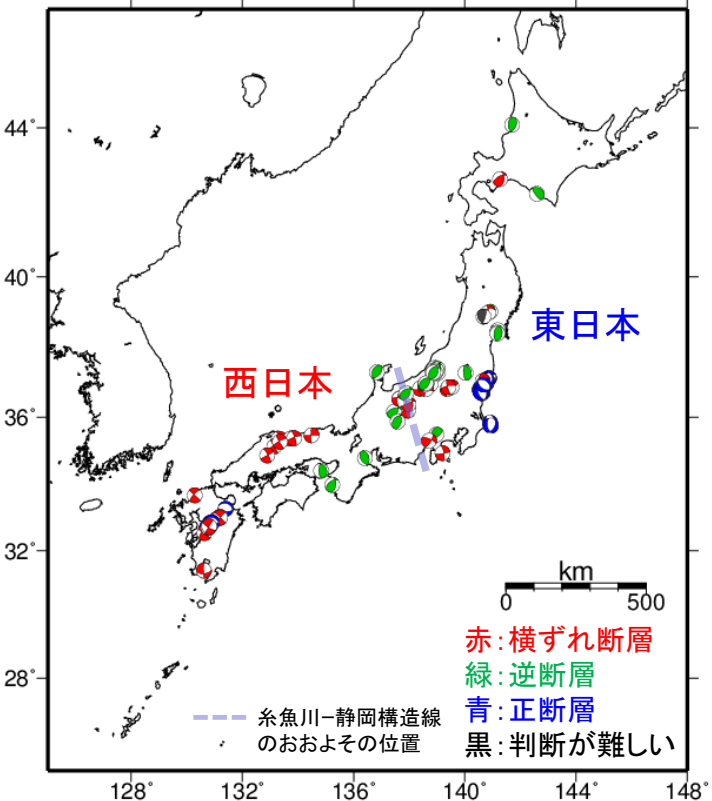 44°
40°
東日本
西日本
36°
32°
km
0 500
赤：横ずれ断層
緑：逆断層
28°
青：正断層
糸魚川−静岡構造線
のおおよその位置
黒：判断が難しい
128° 132° 136° 140° 144° 148°